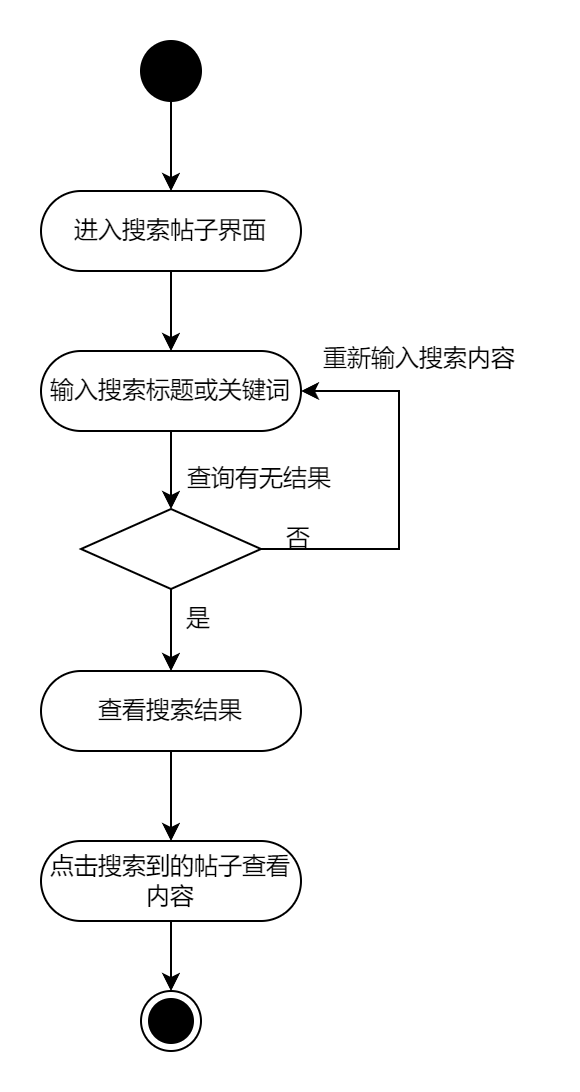 进入搜索帖子界面
重新输入搜索内容
输入搜索标题或关键词
查询有无结果
否
是
查看搜索结果
点击搜索到的帖子查看
内容